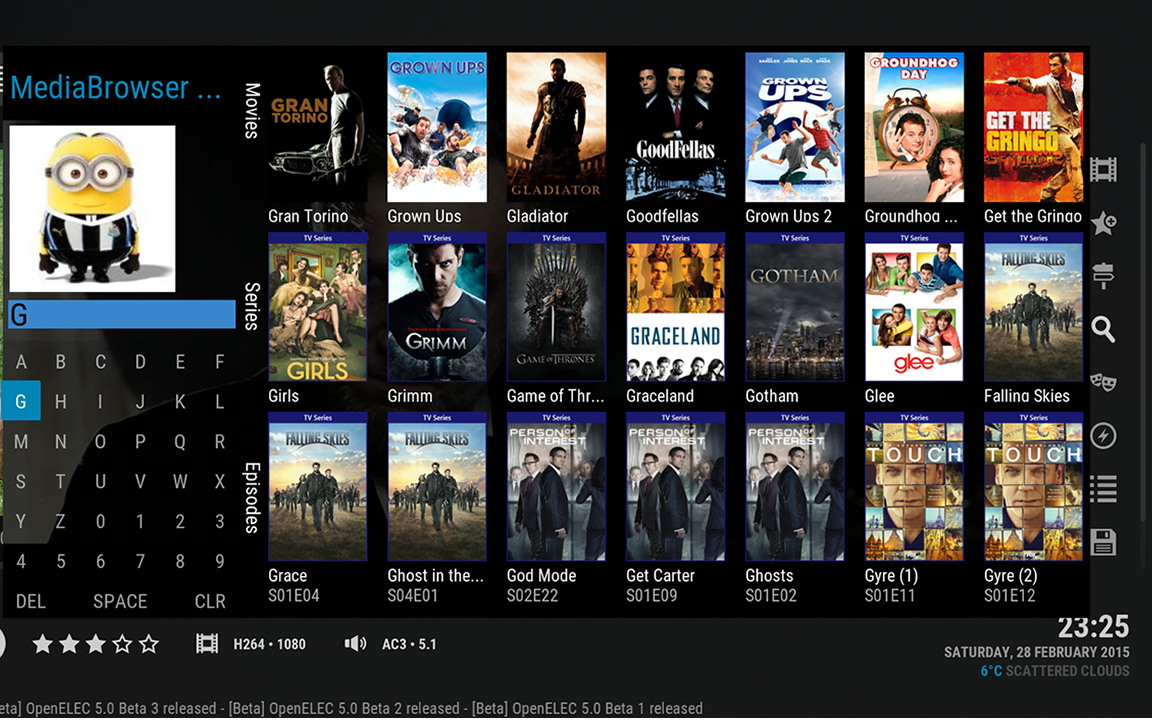 MediaBrowser ...
G
A B C D E F
G H I J K L
M N O P Q R
S T U V W X
Y Z 0 1 2 3
4 5 6 7 8 9
DEL SPACE CLR
Movies
GRAN TORINO
GROWN UPS
GLADIATOR
GOODFELLAS
GROWN UPS
GROUNDHOG DAY
GET THE GRINGO
Gran Torino
Grown Ups
Gladiator
Goodfellas
Grown Ups 2
Groundhog ...
Get the Gringo
Series
TV Series
TV Series
TV Series
TV Series
TV Series
TV Series
TV Series
GIRLS
GRIMM
GAME OF THRONES
GRACELAND
GOTHAM
glee
FALLING SKIES
Girls
Grimm
Game of Thr...
Graceland
Gotham
Glee
Falling Skies
Episodes
TV Series
TV Series
TV Series
TV Series
TV Series
TV Series
TV Series
FALLING SKIES
FALLING SKIES
PERSON OF INTEREST
PERSON OF INTEREST
PERSON OF INTEREST
TOUCH
TOUCH
Grace
S01E04
Ghost in the...
S04E01
God Mode
S02E22
Get Carter
S01E09
Ghosts
S01E02
Gyre (1)
S01E11
Gyre (2)
S01E12
H264 • 1080
AC3 • 5.1
23:25
SATURDAY, 28 FEBRUARY 2015
6°C SCATTERED CLOUDS
eta] OpenELEC 5.0 Beta 3 released - [Beta] OpenELEC 5.0 Beta 2 released - [Beta] OpenELEC 5.0 Beta 1 released